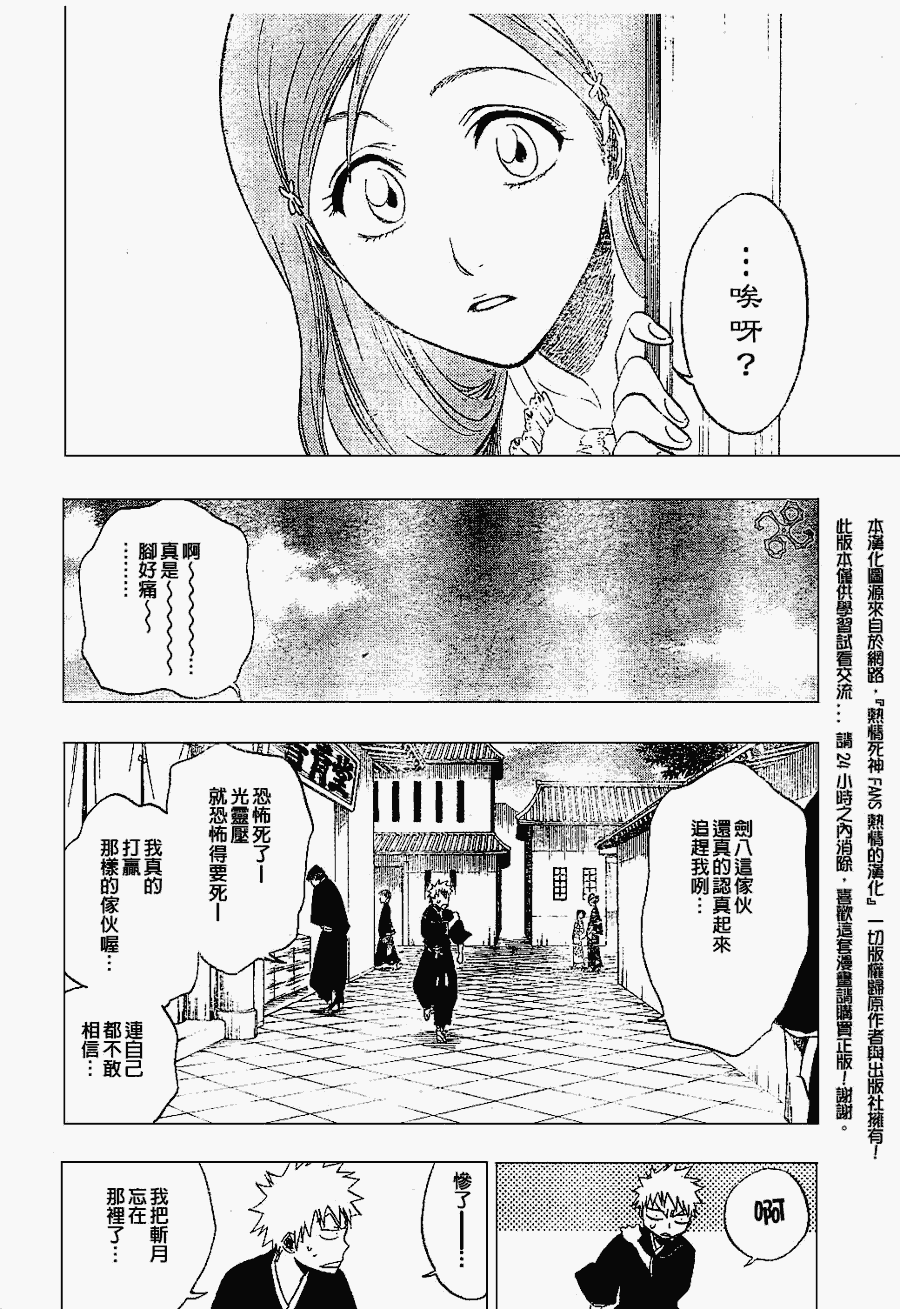 …唉呀？
啊～～～～～～…
真是～～～～～
腳好痛～
………
劍八這傢伙
還真的認真起來
追趕我咧…
恐怖死了ー
光靈壓
就恐怖得要死ー
我真的
打贏
那樣的傢伙喔…
連自己
都不敢
相信…
慘了━━…
我把斬月
忘在
那裡了…
本漢化圖源來自於網路，『熱情死神FANS熱情的漢化』一切版權歸原作者與出版社擁有！
此版本僅供學習試看交流...請24小時之內消除，喜歡這套漫畫請購買正版！謝謝。